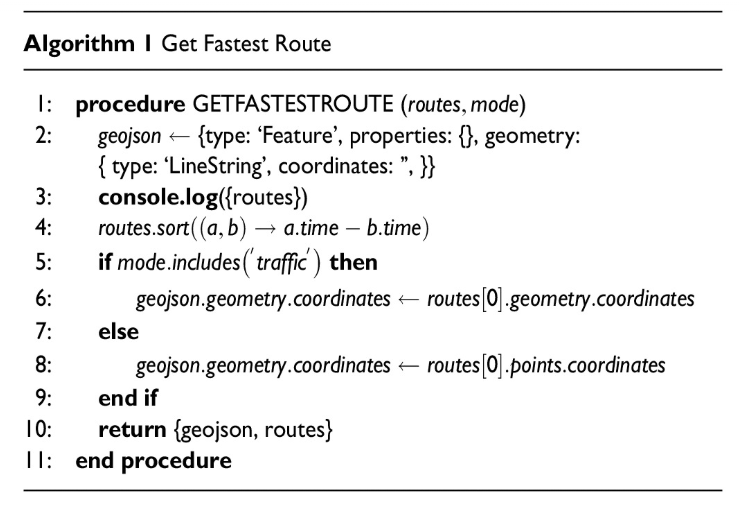 Algorithm 1 Get Fastest Route
1: procedure GETFASTESTROUTE (routes, mode)
2: geojson ← {type: ‘Feature’, properties: {}, geometry:
{ type: ‘LineString’, coordinates: ”, }}
3: console.log({routes})
4: routes.sort((a, b) → a.time − b.time)
5: if mode.includes('traffic') then
6: geojson.geometry.coordinates ← routes[0].geometry.coordinates
7: else
8: geojson.geometry.coordinates ← routes[0].points.coordinates
9: end if
10: return {geojson, routes}
11: end procedure